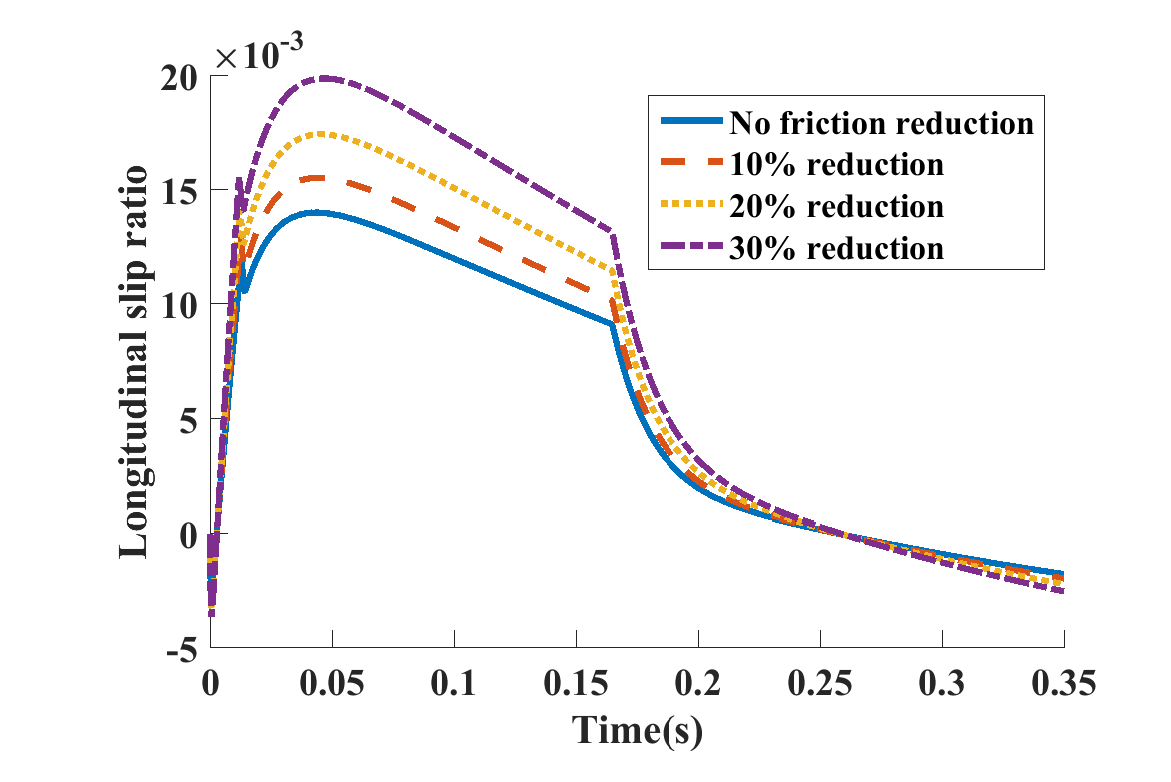 ×10-3
20
15
10
5
0
-5
Longitudinal slip ratio
No friction reduction
10% reduction
20% reduction
30% reduction
0 0.05 0.1 0.15 0.2 0.25 0.3 0.35
Time(s)